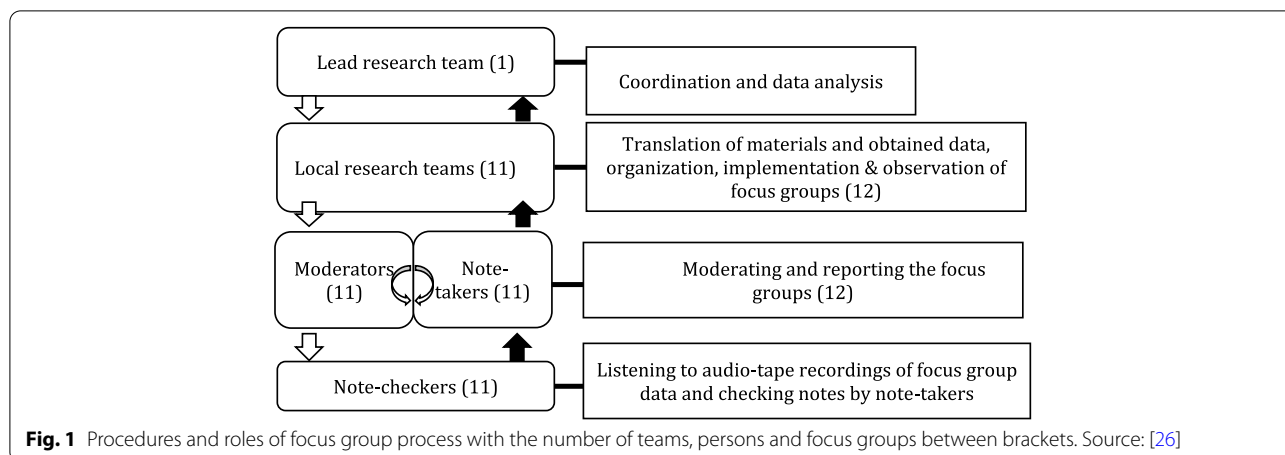 Lead research team (1)
Coordination and data analysis
Local research teams (11)
Translation of materials and obtained data,
organization, implementation & observation of
focus groups (12)
Moderators
(11)
Note-
takers (11)
Moderating and reporting the focus
groups (12)
Note-checkers (11)
Listening to audio-tape recordings of focus group
data and checking notes by note-takers
Fig. 1 Procedures and roles of focus group process with the number of teams, persons and focus groups between brackets. Source: [26]